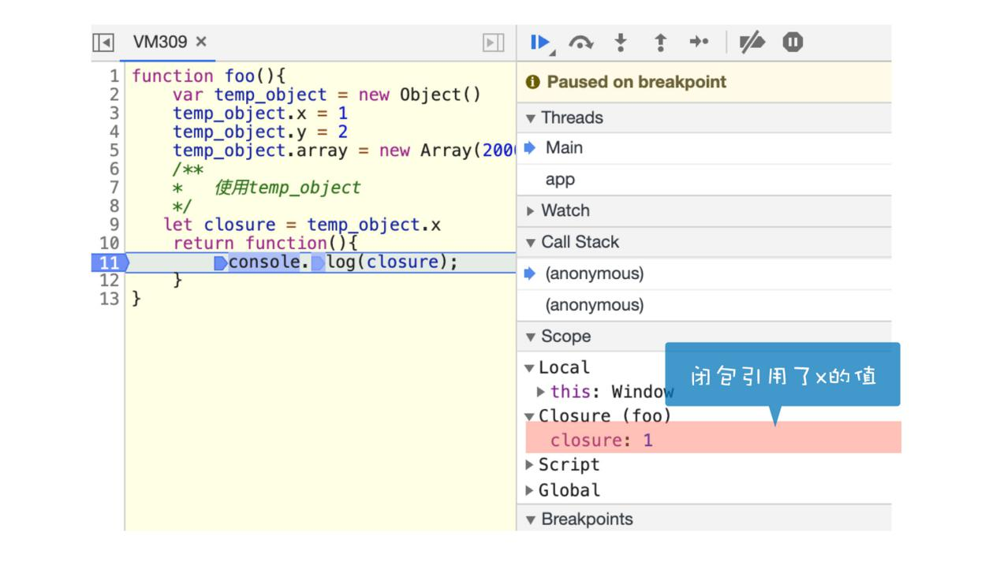 VM309 ×
1 function foo(){
2 var temp_object = new Object()
3 temp_object.x = 1
4 temp_object.y = 2
5 temp_object.array = new Array(200
6 /**
7 * 使用temp_object
8 */
9 let closure = temp_object.x
10 return function(){
11 console.log(closure);
12 }
13 }
Paused on breakpoint
Threads
Main
app
Watch
Call Stack
(anonymous)
(anonymous)
Scope
Local
this: Window
闭包引用了x的值
Closure (foo)
closure: 1
Script
Global
Breakpoints